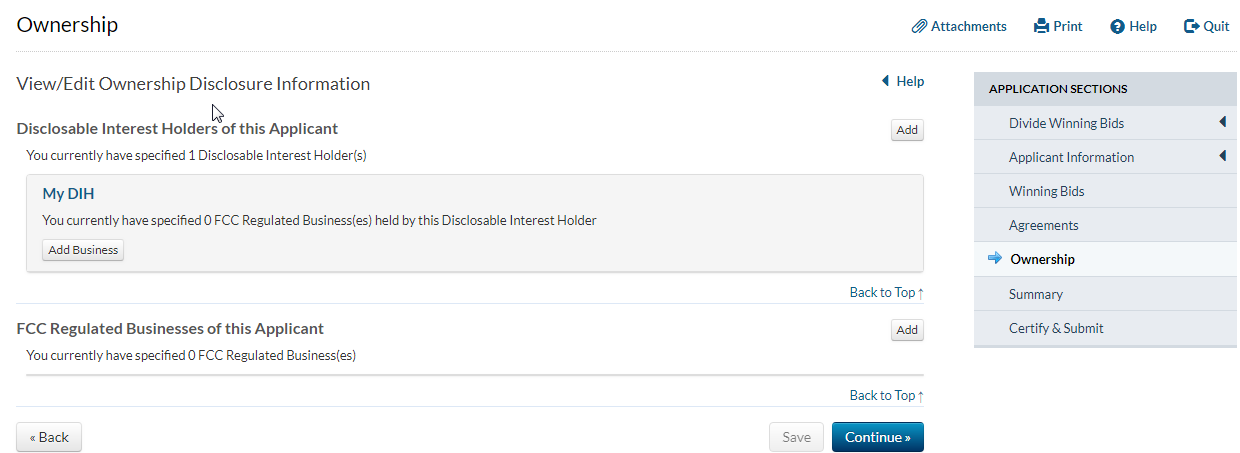 Ownership
Attachments Print Help Quit
View/Edit Ownership Disclosure Information
Help
Disclosable Interest Holders of this Applicant
Add
You currently have specified 1 Disclosable Interest Holder(s)
My DIH
You currently have specified 0 FCC Regulated Business(es) held by this Disclosable Interest Holder
Add Business
Back to Top ↑
FCC Regulated Businesses of this Applicant
Add
You currently have specified 0 FCC Regulated Business(es)
Back to Top ↑
« Back
Save
Continue »
APPLICATION SECTIONS
Divide Winning Bids
Applicant Information
Winning Bids
Agreements
Ownership
Summary
Certify & Submit